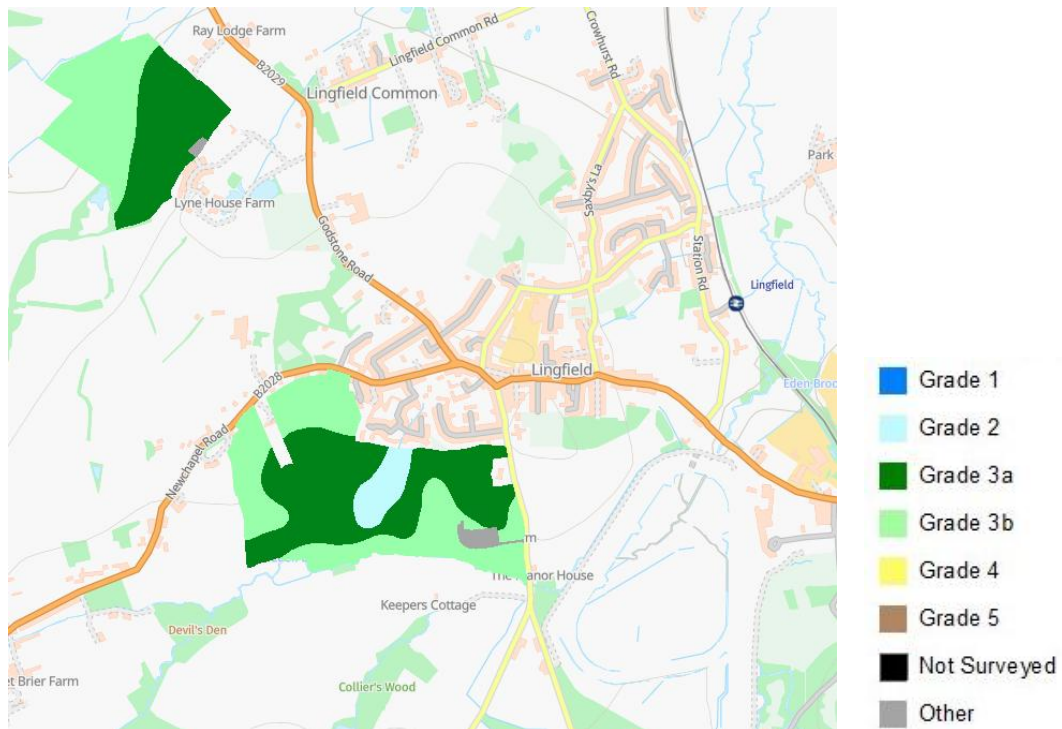 Ray Lodge Farm
B2029
Lingfield Common Rd
Lingfield Common
Crowhurst Rd
Park
Saxby's La
Lyne House Farm
Godstone Road
Station Rd
Lingfield
Lingfield
Eden Broo
B2028
Newchapel Road
m
The Manor House
Keepers Cottage
Devil's Den
et Brier Farm
Collier's Wood
Grade 1
Grade 2
Grade 3a
Grade 3b
Grade 4
Grade 5
Not Surveyed
Other